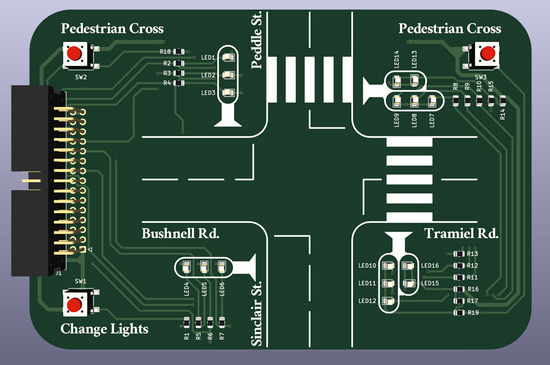 Pedestrian Cross
Peddle St.
Pedestrian Cross
SW2
R18
R2
R3
R4
LED1
LED2
LED3
LED14
LED13
SW3
LED9
LED8
LED7
R8
R9
R10
R15
R14
Bushnell Rd.
Tramiel Rd.
J1
SW1
Change Lights
LED4
LED5
LED6
R1
R5
R6
R7
Sinclair St.
LED10
LED11
LED12
LED16
LED15
R13
R12
R11
R16
R17
R19